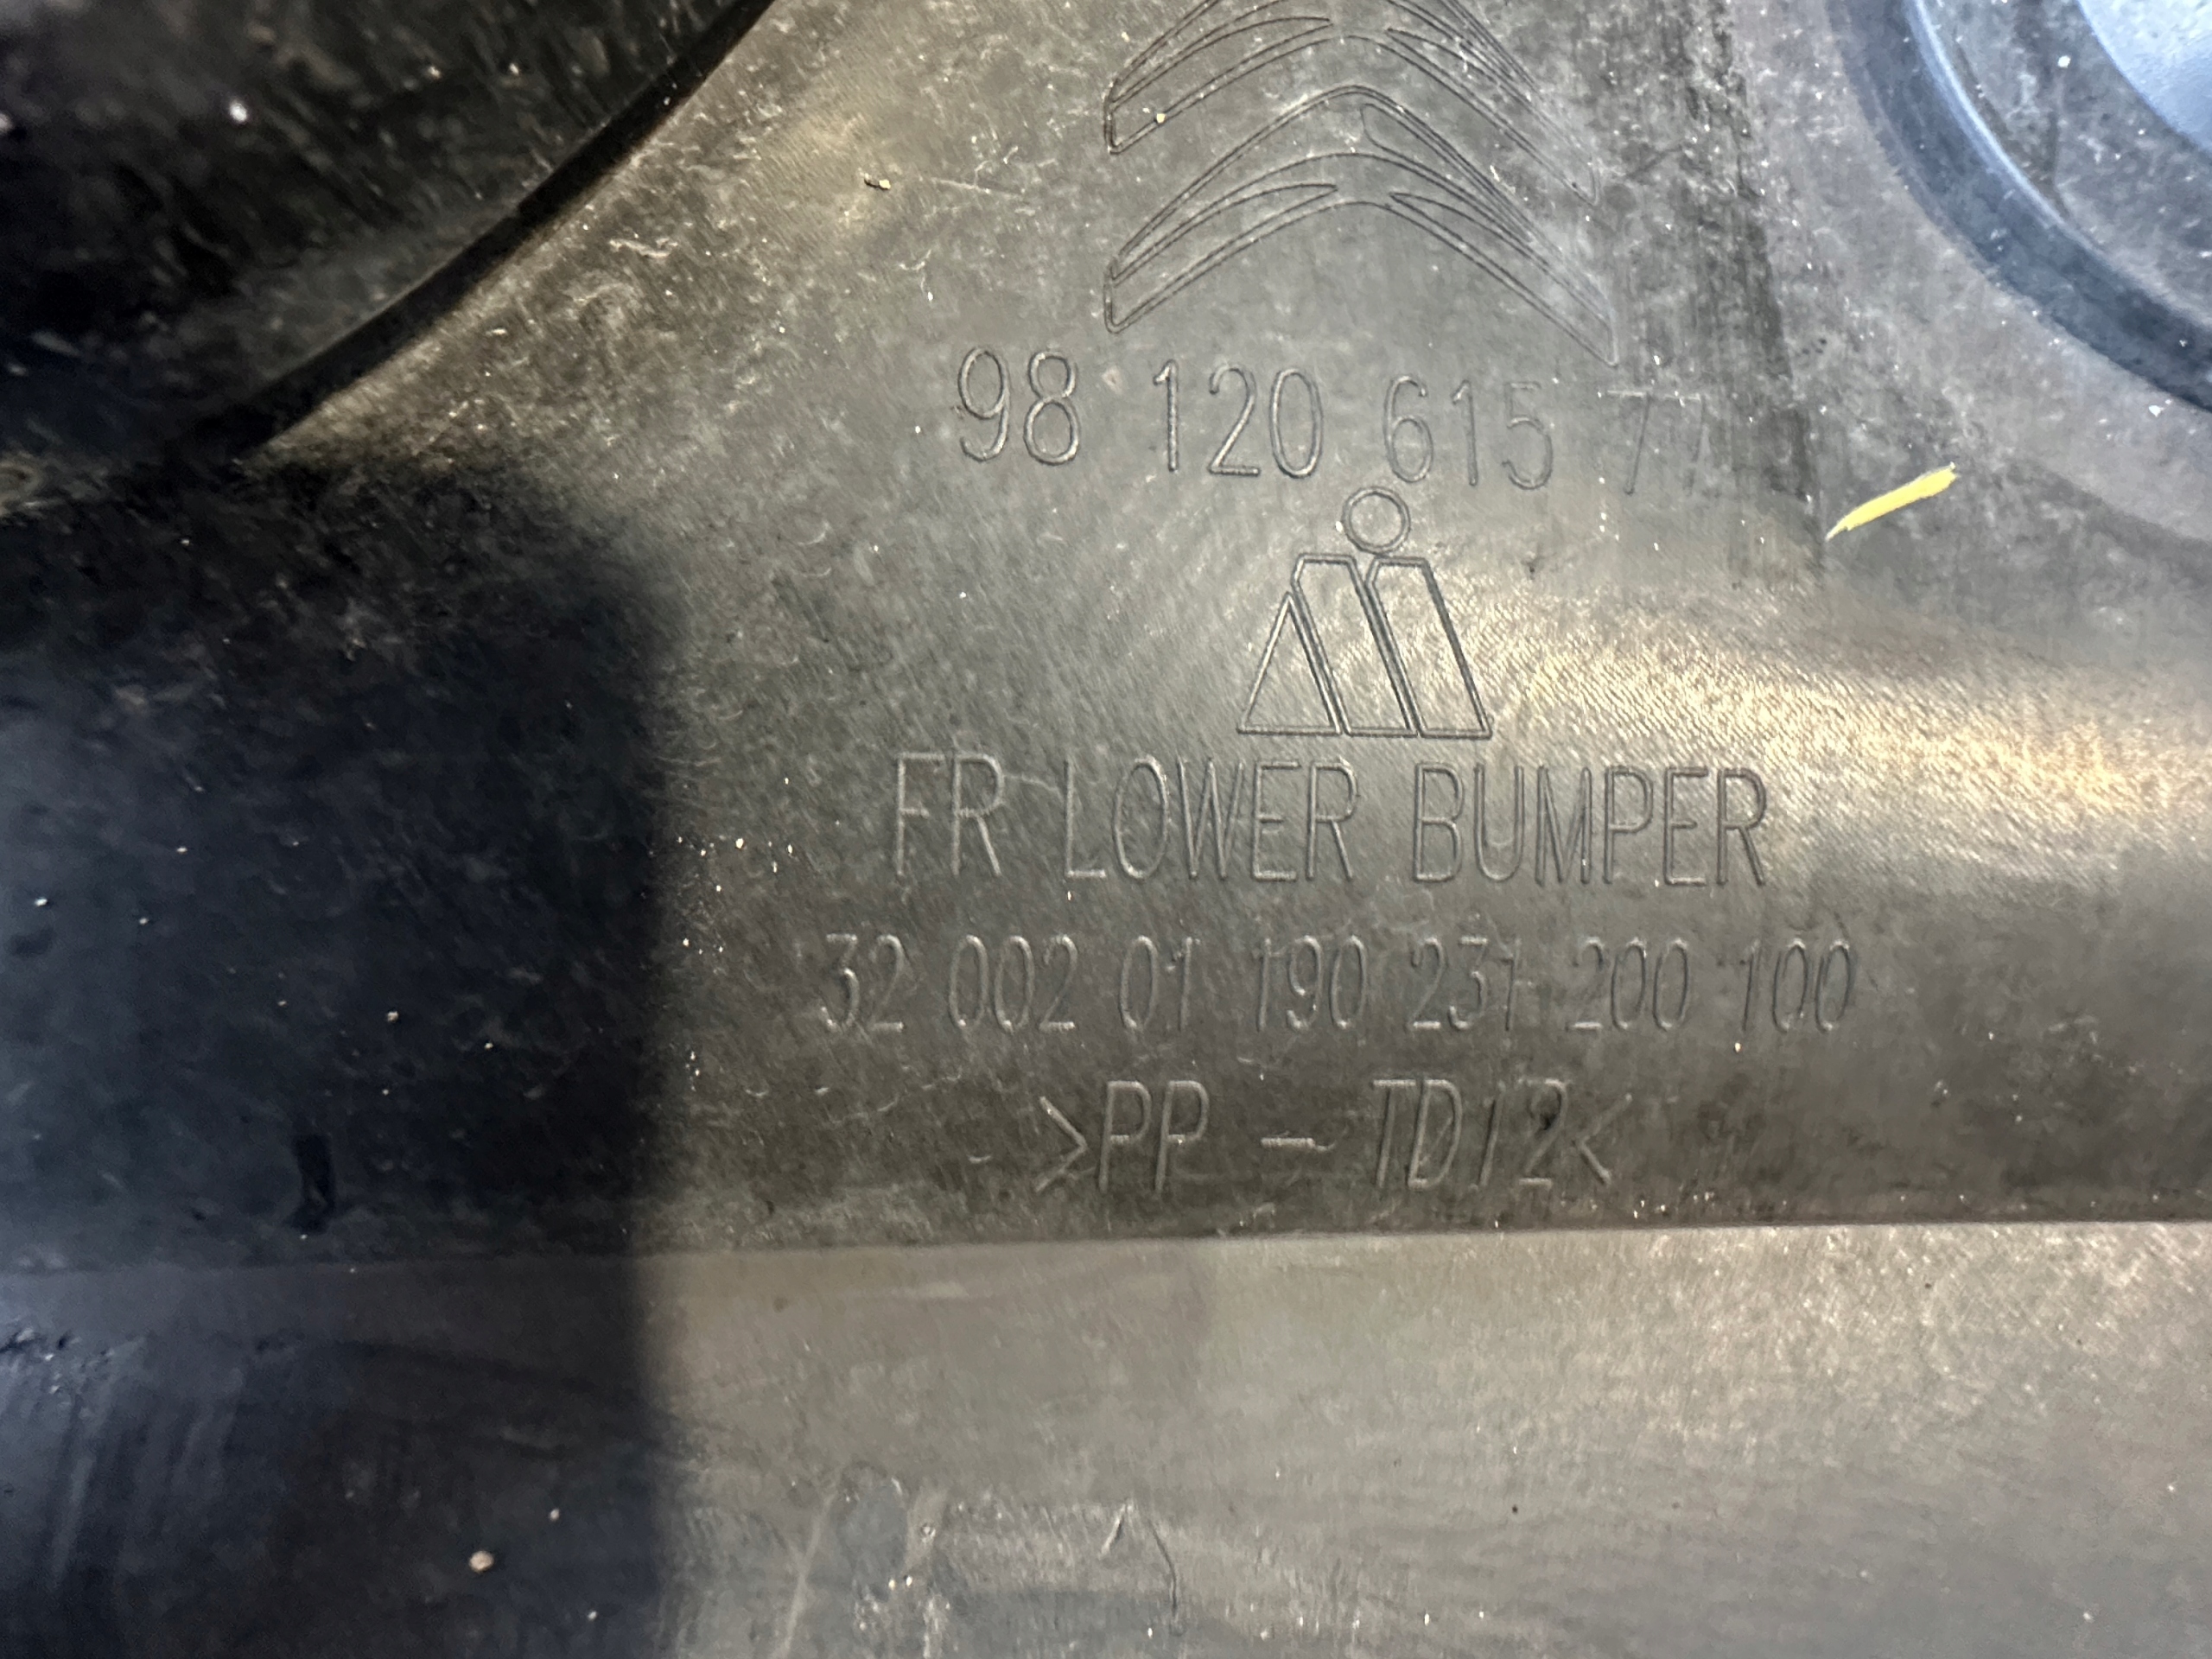 98 120 615 77
FR LOWER BUMPER
32 002 01 190 231 200 100
>PP - TD12<